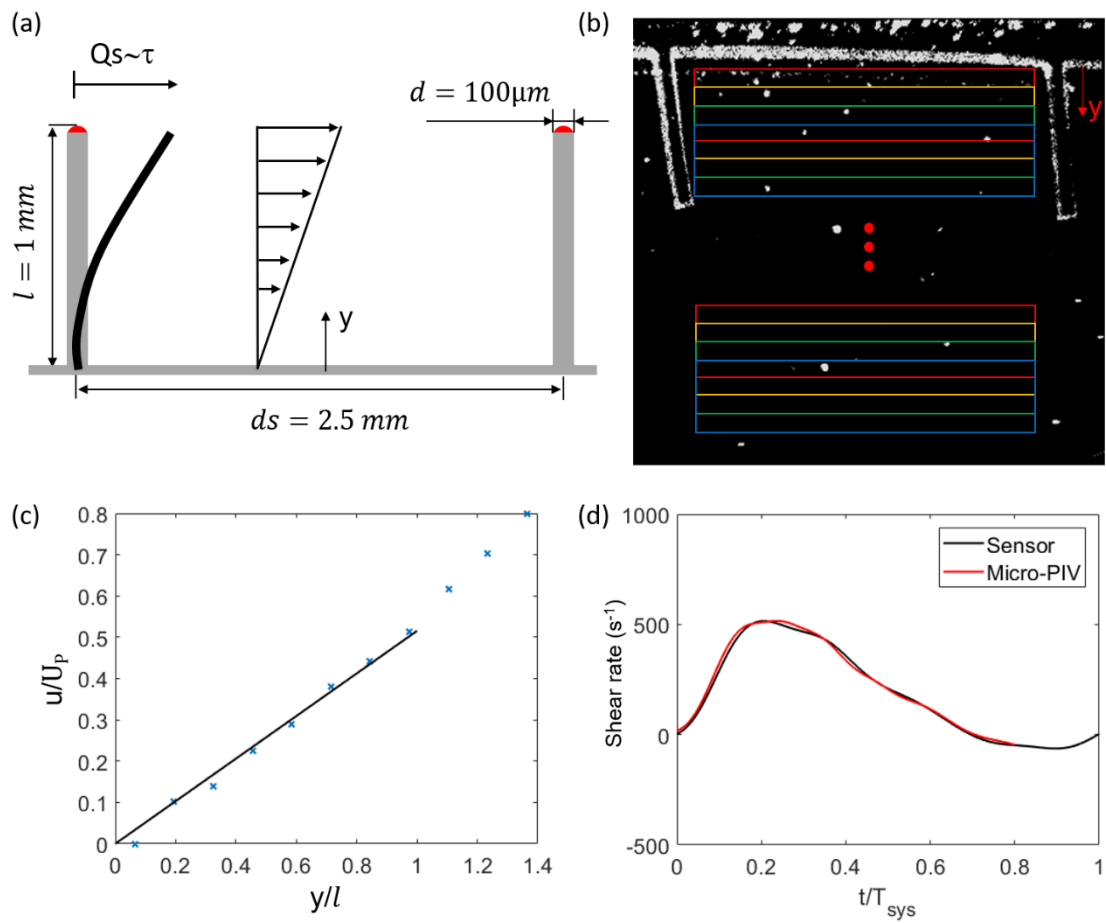 (a)
Qs~τ
d = 100μm
l = 1 mm
y
ds = 2.5 mm
(b)
y
(c)
u/U_P
0.8
0.7
0.6
0.5
0.4
0.3
0.2
0.1
0
0 0.2 0.4 0.6 0.8 1 1.2 1.4
y/l
(d)
Shear rate (s⁻¹)
1000
500
0
-500
Sensor
Micro-PIV
0 0.2 0.4 0.6 0.8 1
t/T_sys